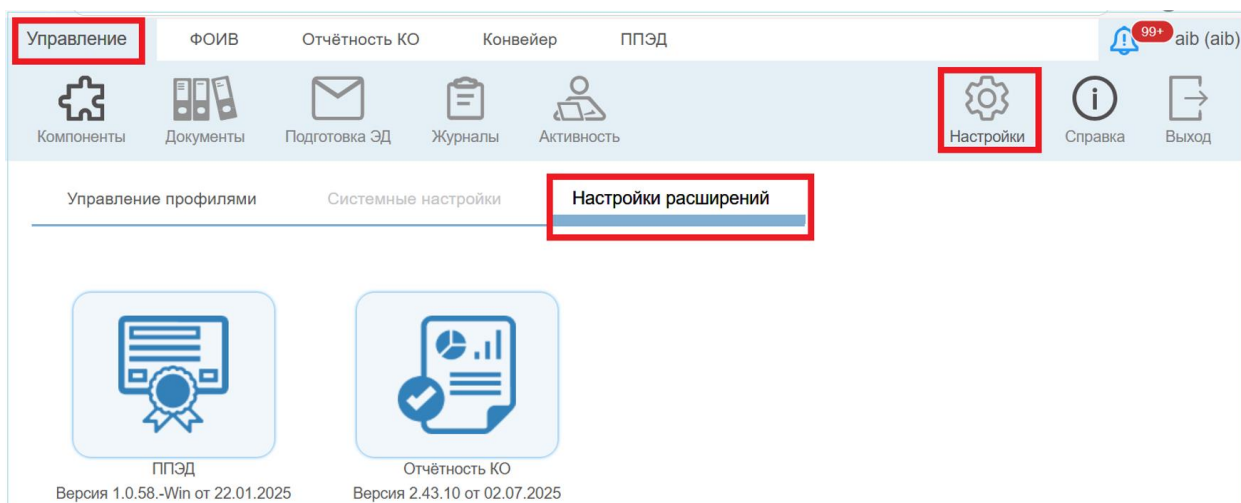 Управление ФОИВ Отчётность КО Конвейер ППЭД 99+ aib (aib)
Компоненты Документы Подготовка ЭД Журналы Активность Настройки Справка Выход
Управление профилями Системные настройки Настройки расширений
ППЭД Отчётность КО
Версия 1.0.58.-Win от 22.01.2025 Версия 2.43.10 от 02.07.2025